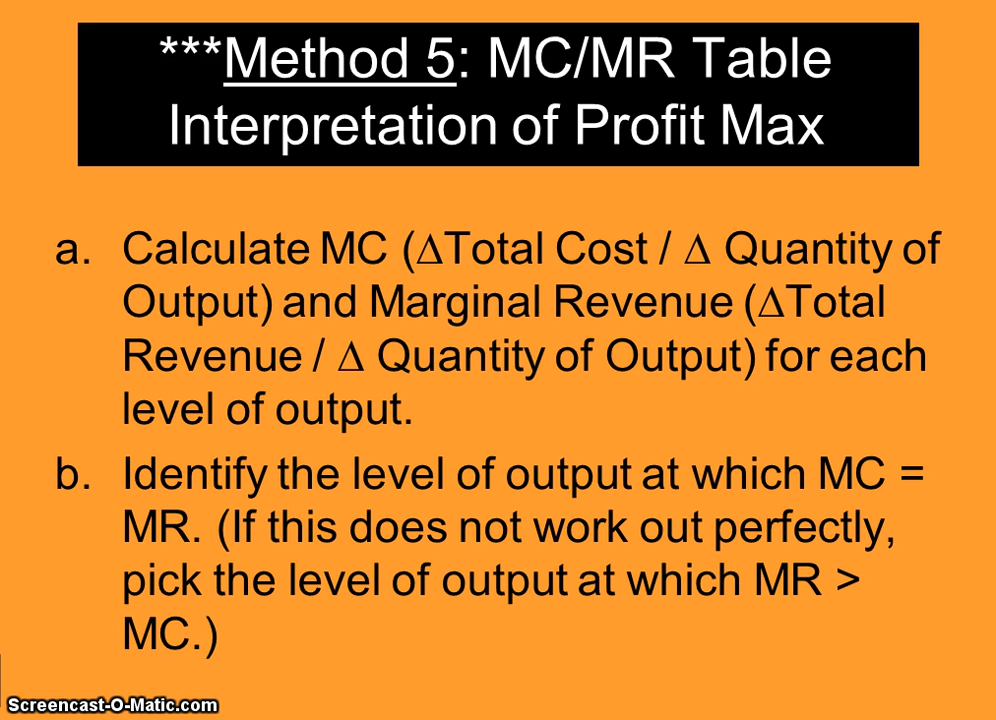 ***Method 5: MC/MR Table
Interpretation of Profit Max
a. Calculate MC (∆Total Cost / ∆ Quantity of
Output) and Marginal Revenue (∆Total
Revenue / ∆ Quantity of Output) for each
level of output.
b. Identify the level of output at which MC =
MR. (If this does not work out perfectly,
pick the level of output at which MR >
MC.)
Screencast-O-Matic.com